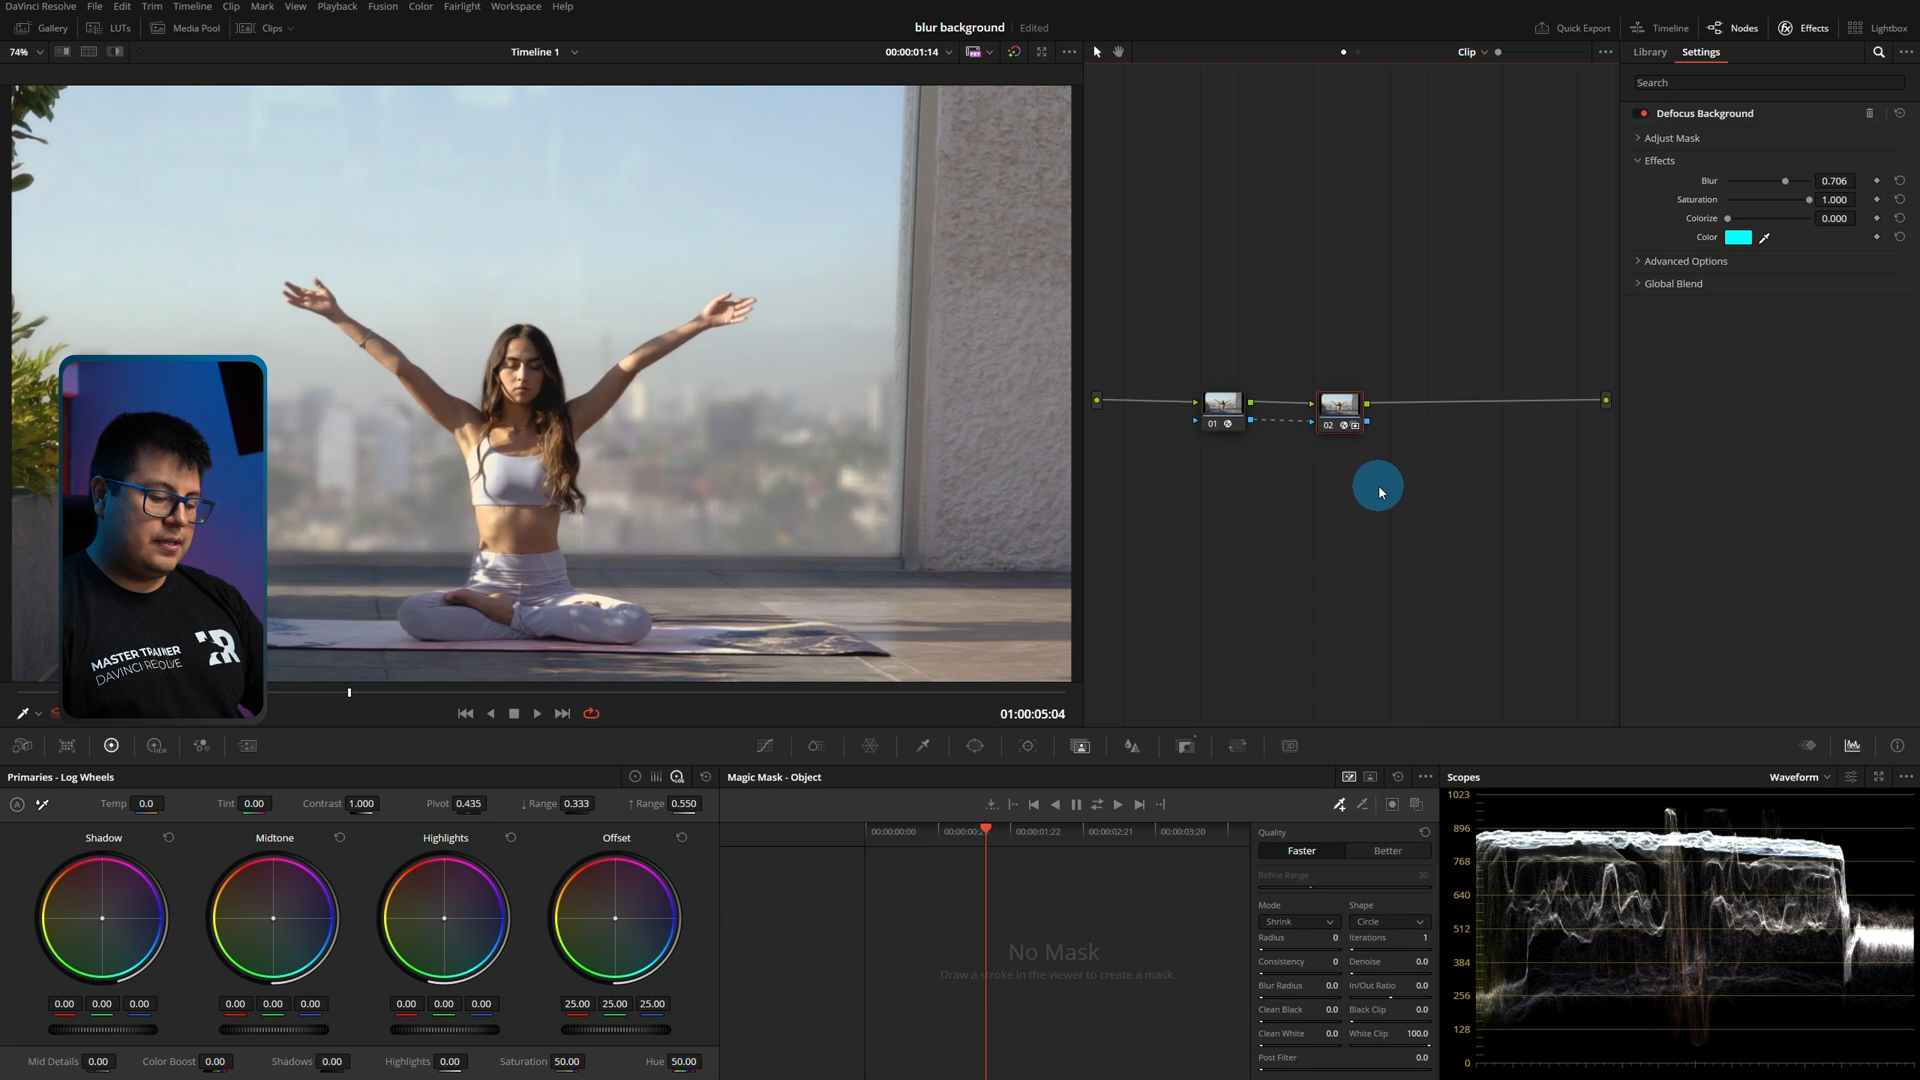 DaVinci Resolve File Edit Trim Timeline Clip Mark View Playback Fusion Color Fairlight Workspace Help
Gallery LUTs Media Pool Clips blur background Edited Quick Export Timeline Nodes Effects Lightbox
74% Timeline 1 00:00:01:14 Clip Library Settings
Search
Defocus Background
Adjust Mask
Effects
Blur 0.706
Saturation 1.000
Colorize 0.000
Color
Advanced Options
Global Blend
01 02
MASTER TRAINER
DAVINCI RESOLVE
01:00:05:04
Primaries - Log Wheels
Temp 0.0 Tint 0.00 Contrast 1.000 Pivot 0.435 ↓ Range 0.333 ↑ Range 0.550
Shadow Midtone Highlights Offset
0.00 0.00 0.00 0.00 0.00 0.00 0.00 0.00 0.00 25.00 25.00 25.00
Mid Details 0.00 Color Boost 0.00 Shadows 0.00 Highlights 0.00 Saturation 50.00 Hue 50.00
Magic Mask - Object
00:00:00:00 00:00:01:22 00:00:02:21 00:00:03:20
No Mask
Draw a stroke in the viewer to create a mask.
Quality
Faster Better
Refine Range 30
Mode Shape
Shrink Circle
Radius 0 Iterations 1
Consistency 0 Denoise 0.0
Blur Radius 0.0 In/Out Ratio 0.0
Clean Black 0.0 Black Clip 0.0
Clean White 0.0 White Clip 100.0
Post Filter 0.0
Scopes Waveform
1023
896
768
640
512
384
256
128
0